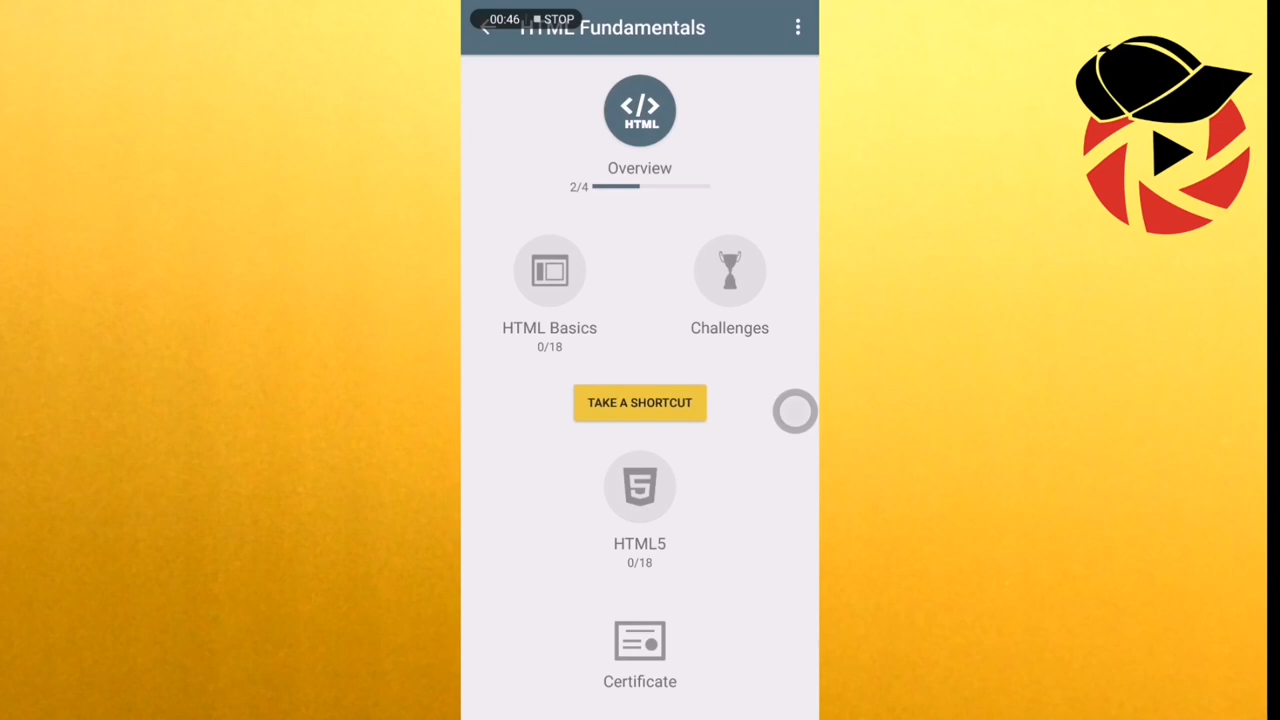 00:46 STOP
HTML Fundamentals
</> HTML
Overview
2/4
HTML Basics
0/18
Challenges
TAKE A SHORTCUT
5
HTML5
0/18
Certificate